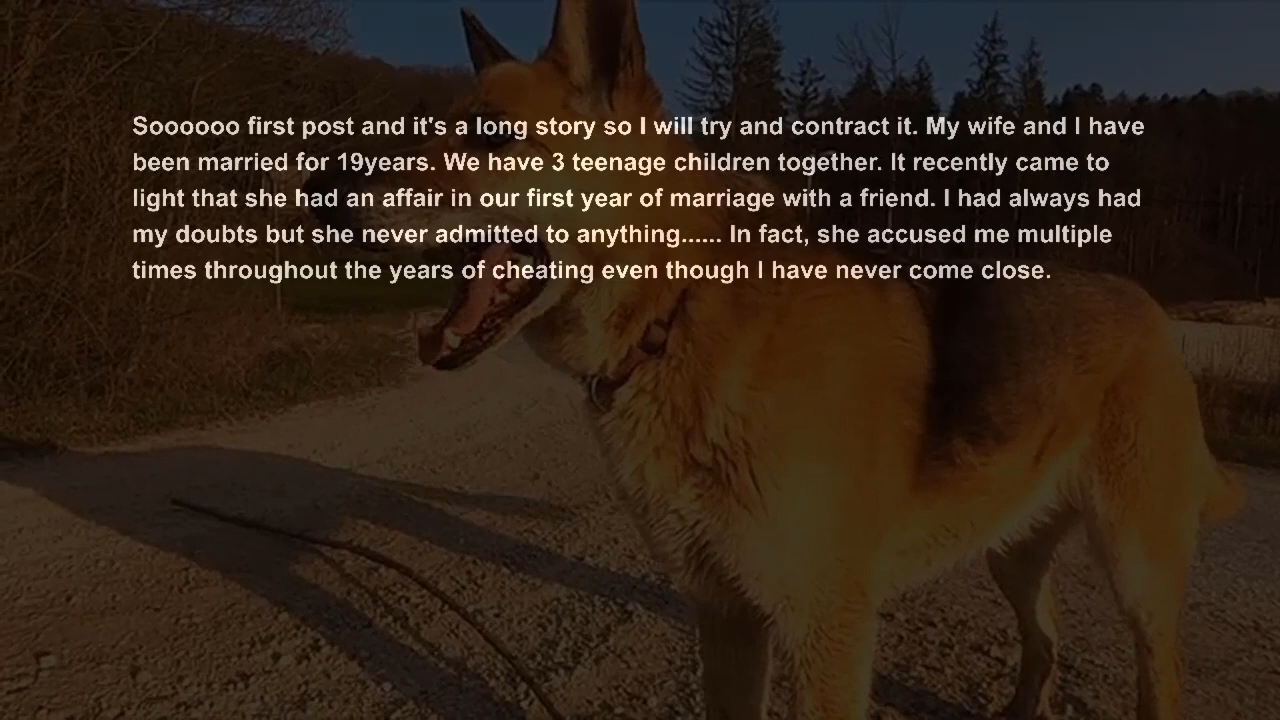 Soooooo first post and it's a long story so I will try and contract it. My wife and I have
been married for 19years. We have 3 teenage children together. It recently came to
light that she had an affair in our first year of marriage with a friend. I had always had
my doubts but she never admitted to anything...... In fact, she accused me multiple
times throughout the years of cheating even though I have never come close.